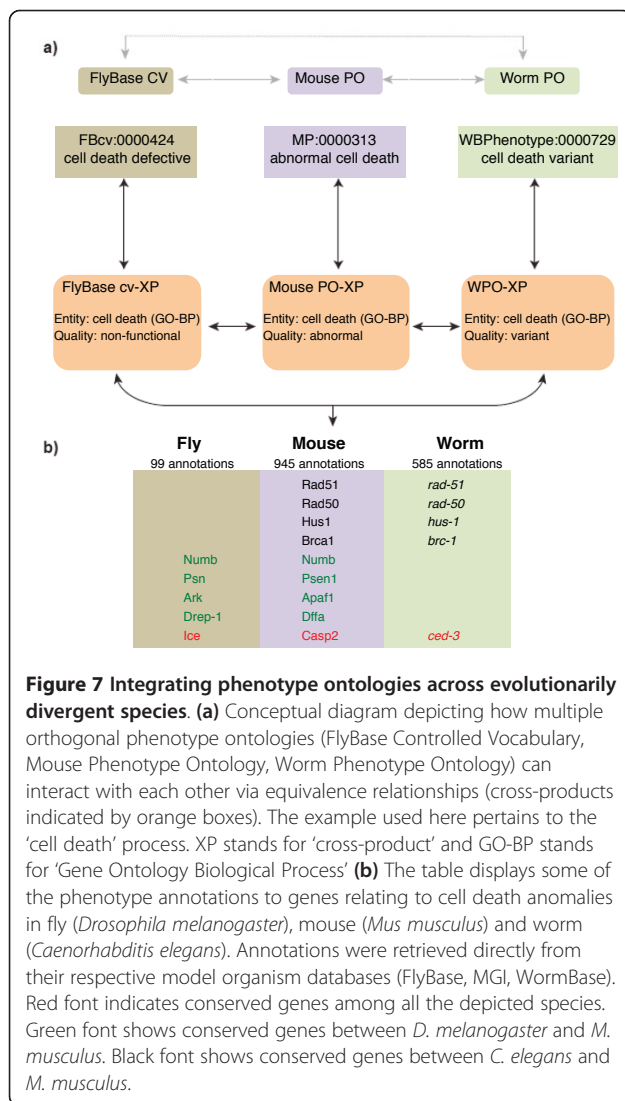 a)
FlyBase CV Mouse PO Worm PO
FBcv:0000424 MP:0000313 WBPhenotype:0000729
cell death defective abnormal cell death cell death variant
FlyBase cv-XP Mouse PO-XP WPO-XP
Entity: cell death (GO-BP) Entity: cell death (GO-BP) Entity: cell death (GO-BP)
Quality: non-functional Quality: abnormal Quality: variant
b) Fly Mouse Worm
99 annotations 945 annotations 585 annotations
Rad51 rad-51
Rad50 rad-50
Hus1 hus-1
Brca1 brc-1
Numb Numb
Psn Psen1
Ark Apaf1
Drep-1 Dffa
Ice Casp2 ced-3
Figure 7 Integrating phenotype ontologies across evolutionarily
divergent species. (a) Conceptual diagram depicting how multiple
orthogonal phenotype ontologies (FlyBase Controlled Vocabulary,
Mouse Phenotype Ontology, Worm Phenotype Ontology) can
interact with each other via equivalence relationships (cross-products
indicated by orange boxes). The example used here pertains to the
'cell death' process. XP stands for 'cross-product' and GO-BP stands
for 'Gene Ontology Biological Process' (b) The table displays some of
the phenotype annotations to genes relating to cell death anomalies
in fly (Drosophila melanogaster), mouse (Mus musculus) and worm
(Caenorhabditis elegans). Annotations were retrieved directly from
their respective model organism databases (FlyBase, MGI, WormBase).
Red font indicates conserved genes among all the depicted species.
Green font shows conserved genes between D. melanogaster and M.
musculus. Black font shows conserved genes between C. elegans and
M. musculus.